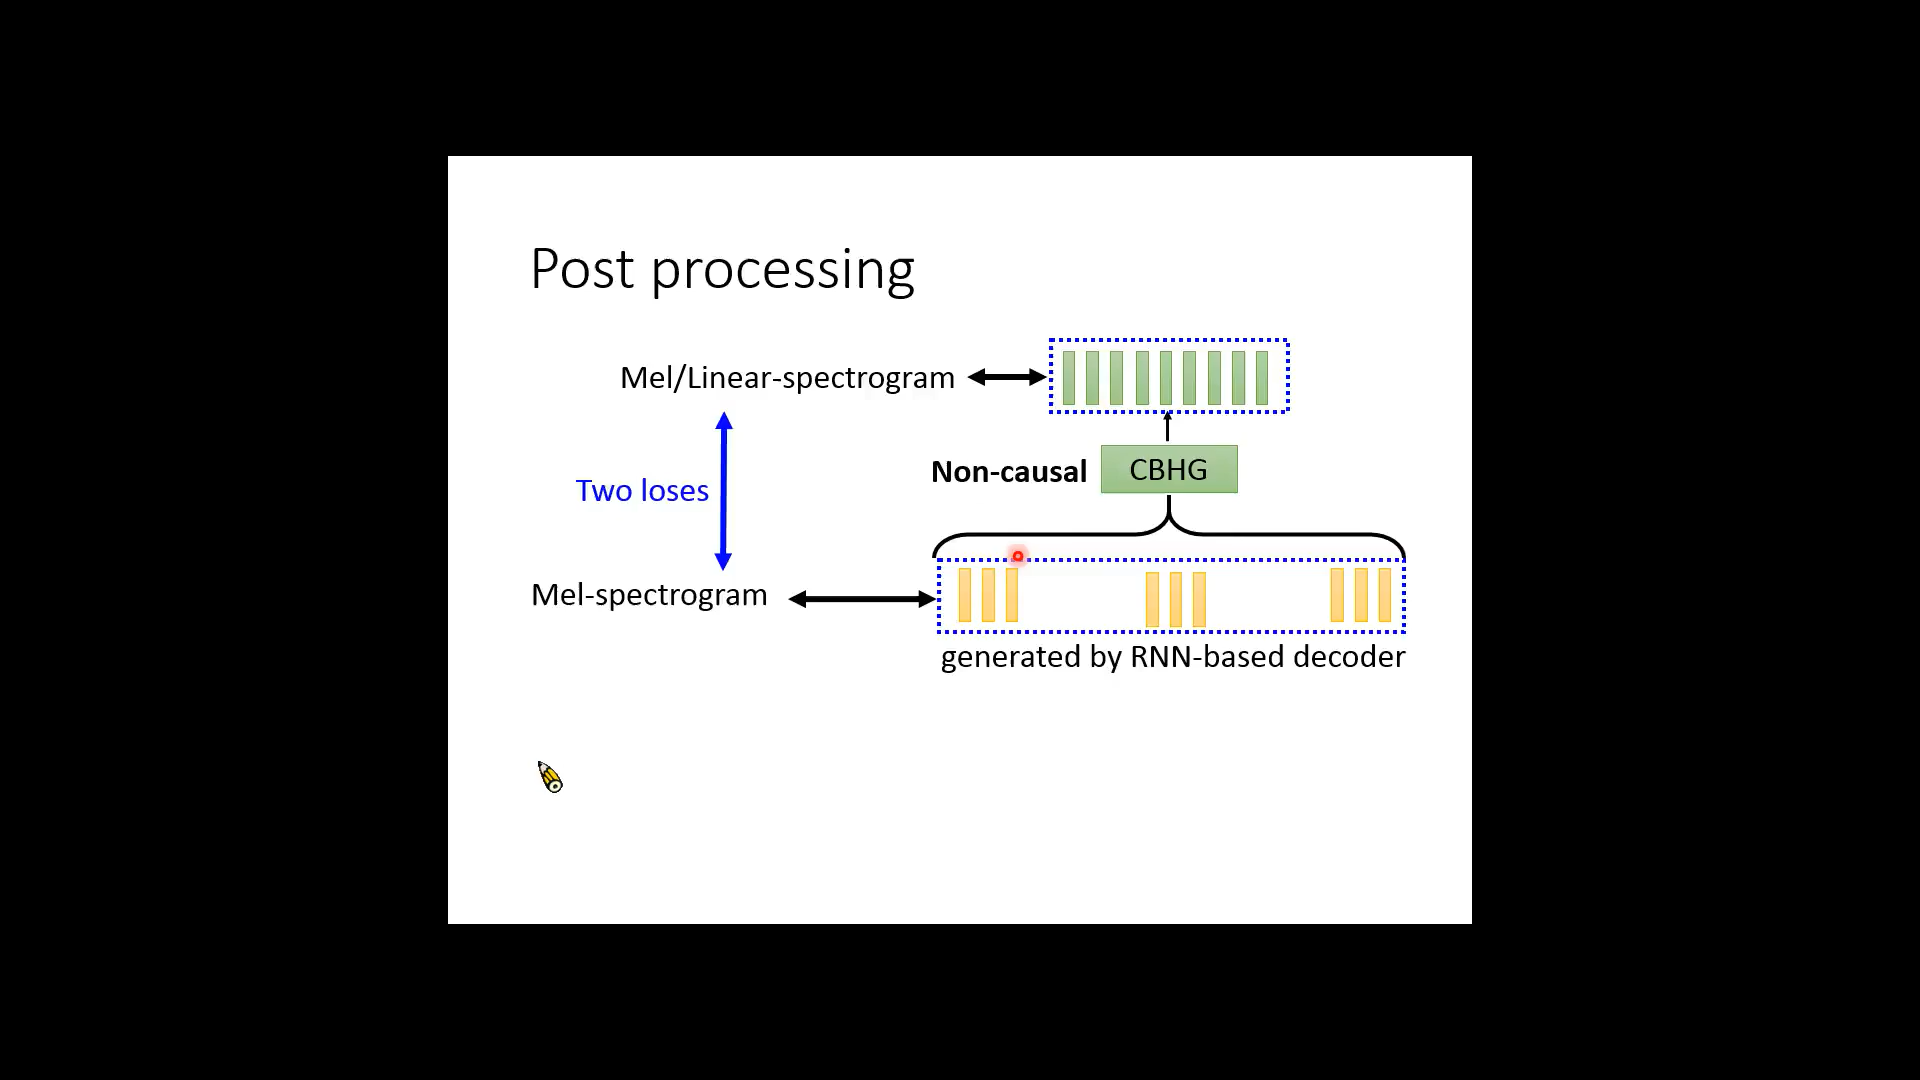 Post processing
Mel/Linear-spectrogram
Non-causal
CBHG
Two loses
Mel-spectrogram
generated by RNN-based decoder